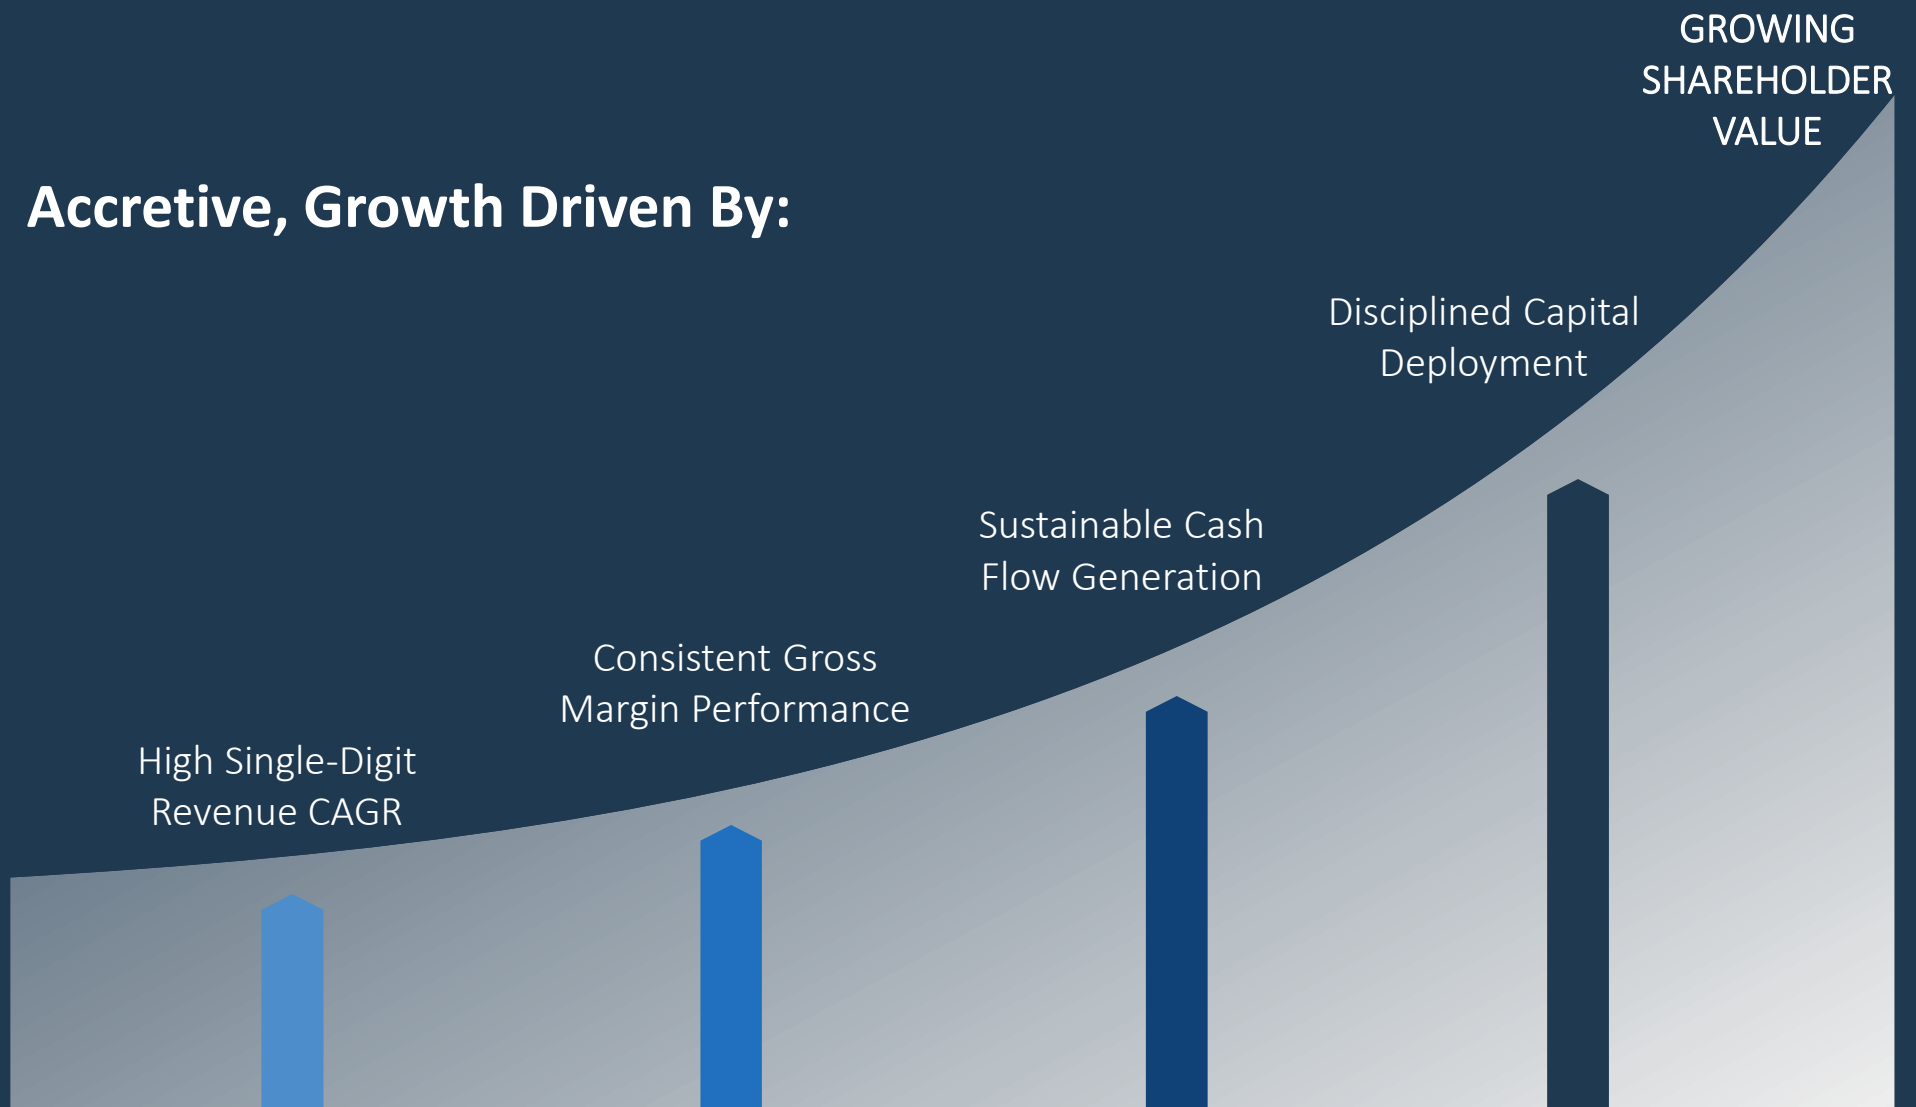 GROWING
SHAREHOLDER
VALUE
Accretive, Growth Driven By:
Disciplined Capital
Deployment
Sustainable Cash
Flow Generation
Consistent Gross
Margin Performance
High Single-Digit
Revenue CAGR